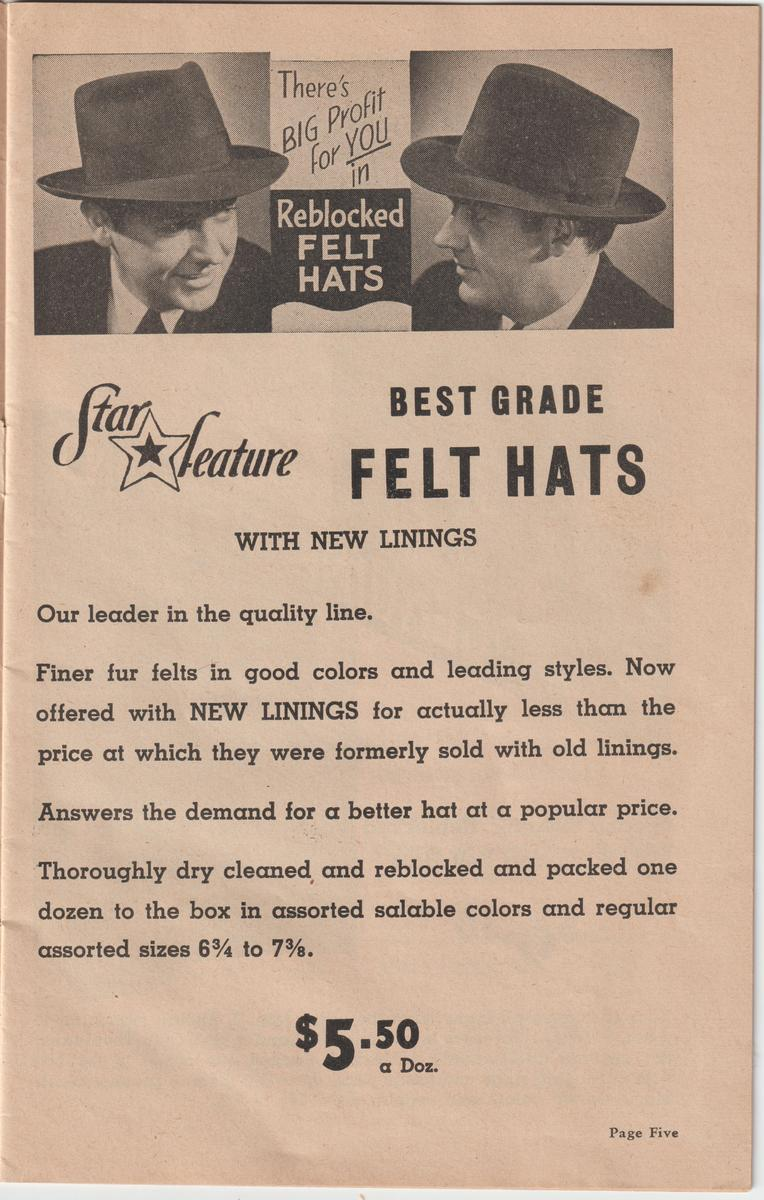 There's
BIG Profit
for YOU
in
Reblocked
FELT
HATS
Star feature
BEST GRADE
FELT HATS
WITH NEW LININGS
Our leader in the quality line.
Finer fur felts in good colors and leading styles. Now
offered with NEW LININGS for actually less than the
price at which they were formerly sold with old linings.
Answers the demand for a better hat at a popular price.
Thoroughly dry cleaned and reblocked and packed one
dozen to the box in assorted salable colors and regular
assorted sizes 6¾ to 7⅜.
$5.50
a Doz.
Page Five